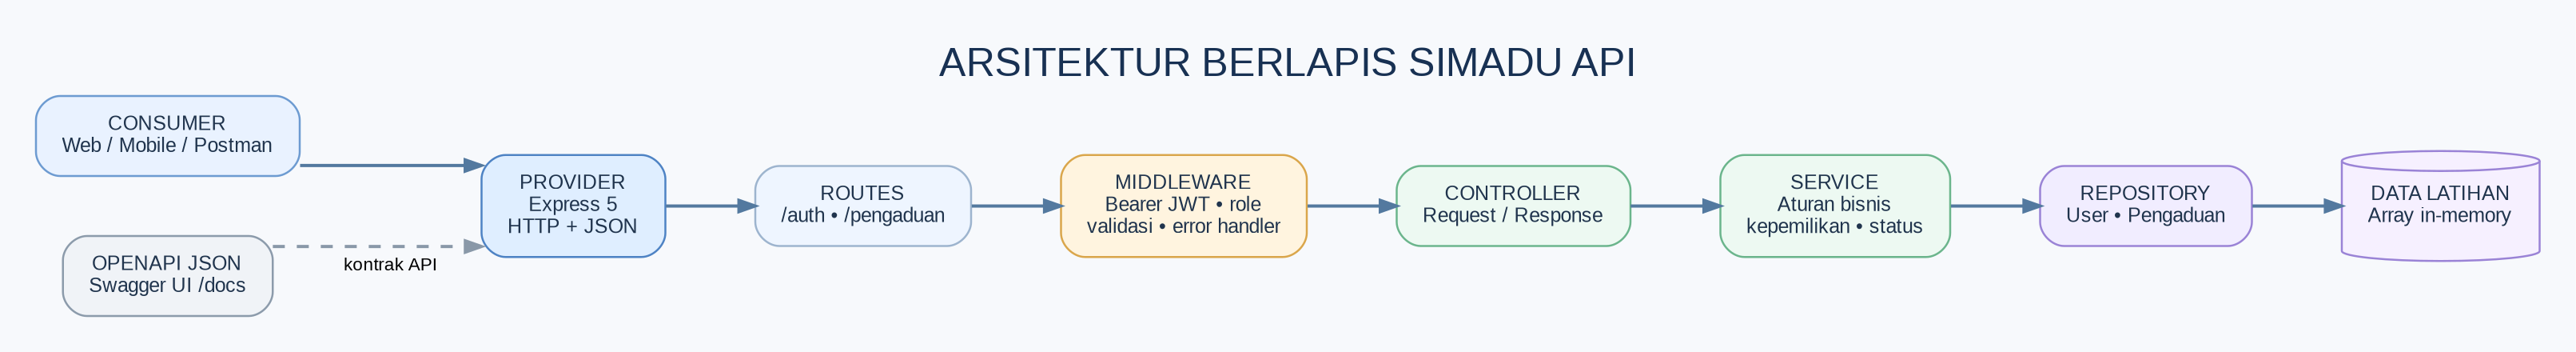 ARSITEKTUR BERLAPIS SIMADU API
CONSUMER
Web / Mobile / Postman
OPENAPI JSON
Swagger UI /docs
kontrak API
PROVIDER
Express 5
HTTP + JSON
ROUTES
/auth • /pengaduan
MIDDLEWARE
Bearer JWT • role
validasi • error handler
CONTROLLER
Request / Response
SERVICE
Aturan bisnis
kepemilikan • status
REPOSITORY
User • Pengaduan
DATA LATIHAN
Array in-memory